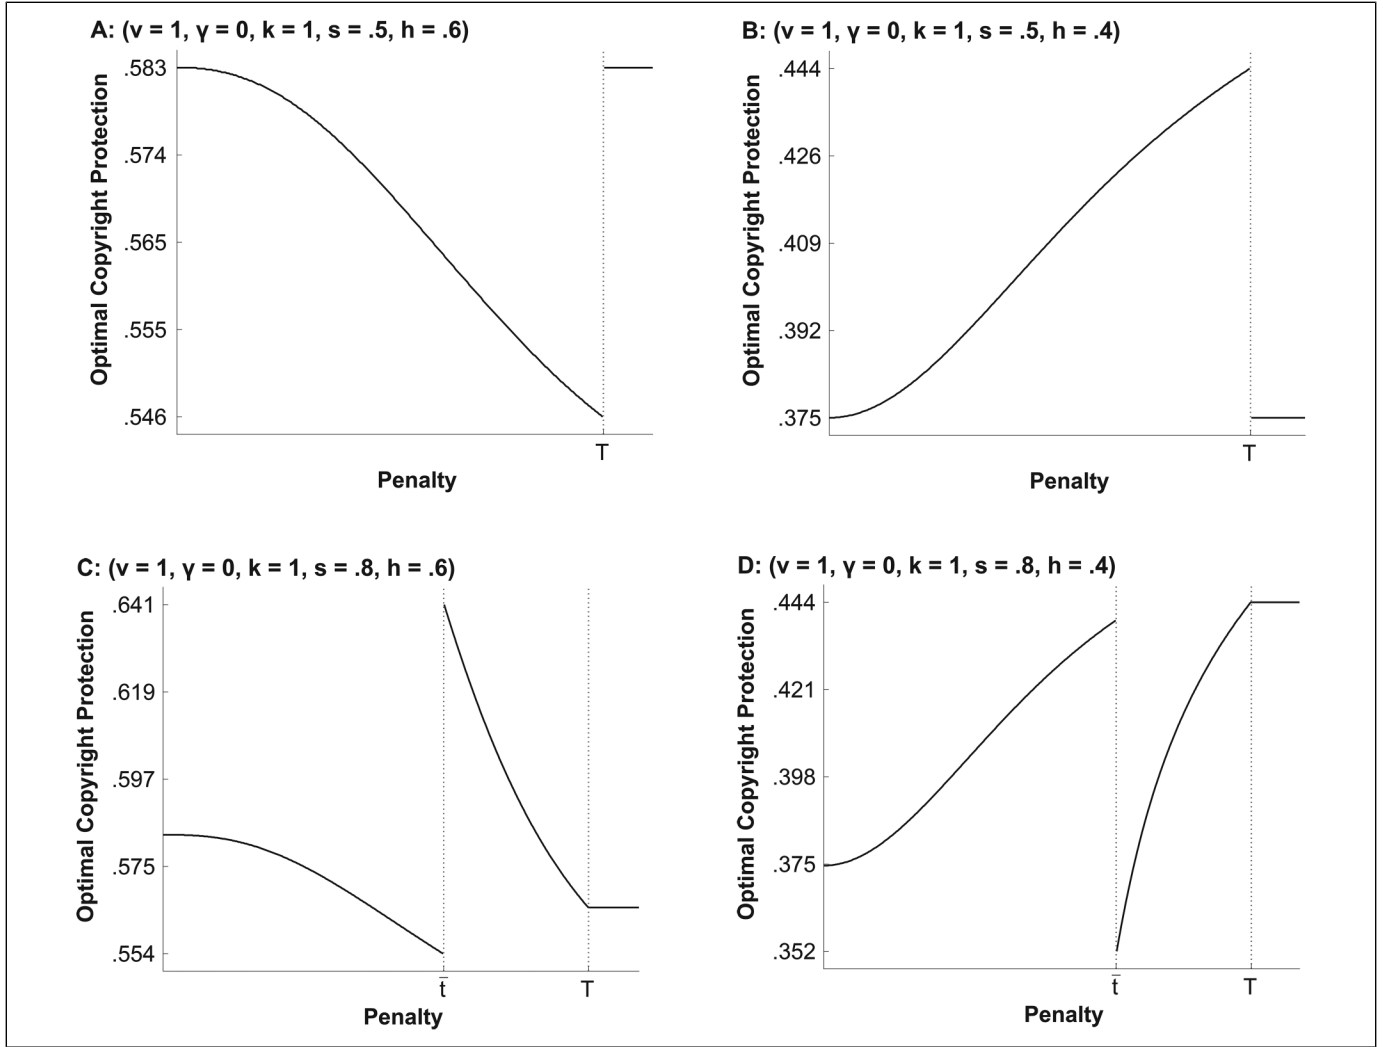 A: (v = 1, γ = 0, k = 1, s = .5, h = .6)
Optimal Copyright Protection
.583
.574
.565
.555
.546
T
Penalty
B: (v = 1, γ = 0, k = 1, s = .5, h = .4)
Optimal Copyright Protection
.444
.426
.409
.392
.375
T
Penalty
C: (v = 1, γ = 0, k = 1, s = .8, h = .6)
Optimal Copyright Protection
.641
.619
.597
.575
.554
t̄ T
Penalty
D: (v = 1, γ = 0, k = 1, s = .8, h = .4)
Optimal Copyright Protection
.444
.421
.398
.375
.352
t̄ T
Penalty